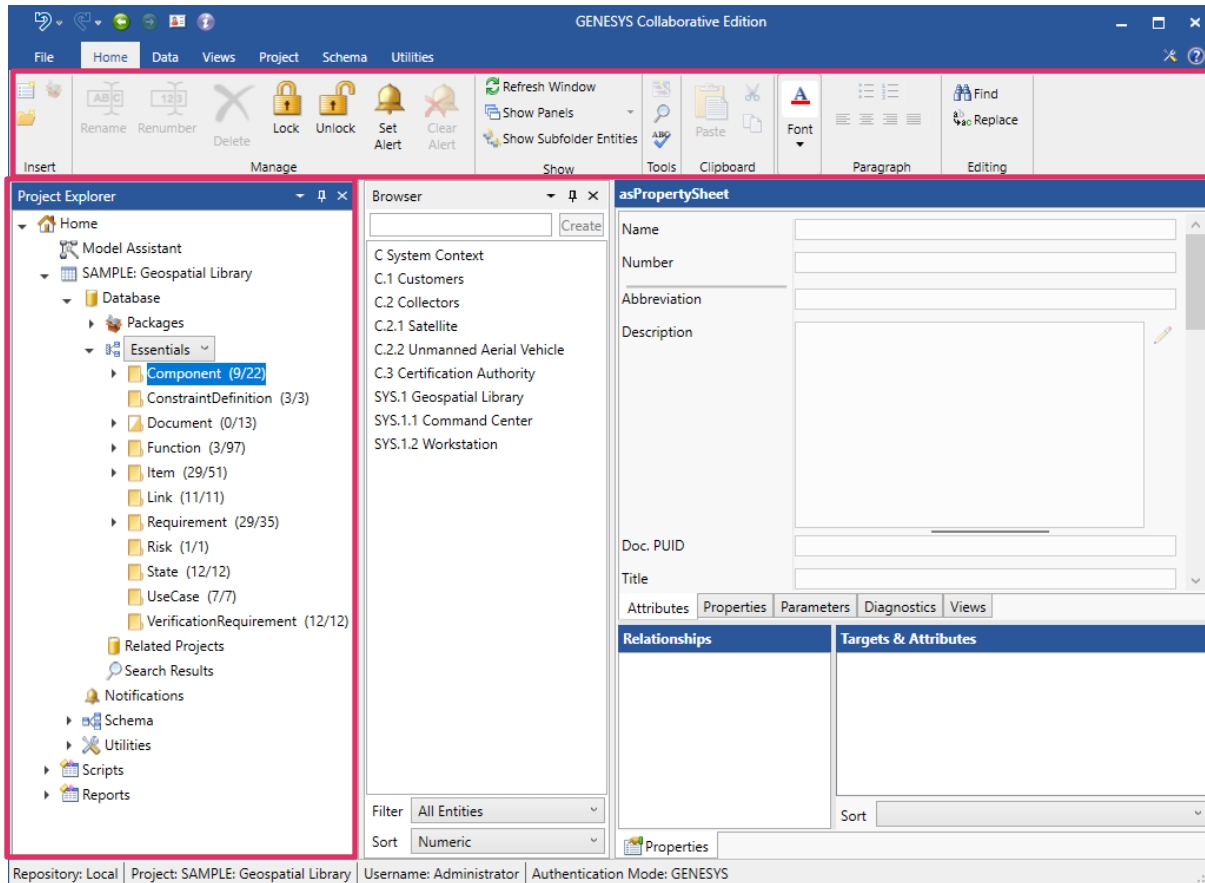 GENESYS Collaborative Edition
File Home Data Views Project Schema Utilities
Refresh Window
Show Panels
Show Subfolder Entities
Rename Renumber Delete Lock Unlock Set Alert Clear Alert
Paste Font
Find
Replace
Insert Manage Show Tools Clipboard Paragraph Editing
Project Explorer
Home
Model Assistant
SAMPLE: Geospatial Library
Database
Packages
Essentials
Component (9/22)
ConstraintDefinition (3/3)
Document (0/13)
Function (3/97)
Item (29/51)
Link (11/11)
Requirement (29/35)
Risk (1/1)
State (12/12)
UseCase (7/7)
VerificationRequirement (12/12)
Related Projects
Search Results
Notifications
Schema
Utilities
Scripts
Reports
Browser
Create
C System Context
C.1 Customers
C.2 Collectors
C.2.1 Satellite
C.2.2 Unmanned Aerial Vehicle
C.3 Certification Authority
SYS.1 Geospatial Library
SYS.1.1 Command Center
SYS.1.2 Workstation
Filter All Entities
Sort Numeric
asPropertySheet
Name
Number
Abbreviation
Description
Doc. PUID
Title
Attributes Properties Parameters Diagnostics Views
Relationships
Targets & Attributes
Sort
Properties
Repository: Local Project: SAMPLE: Geospatial Library Username: Administrator Authentication Mode: GENESYS